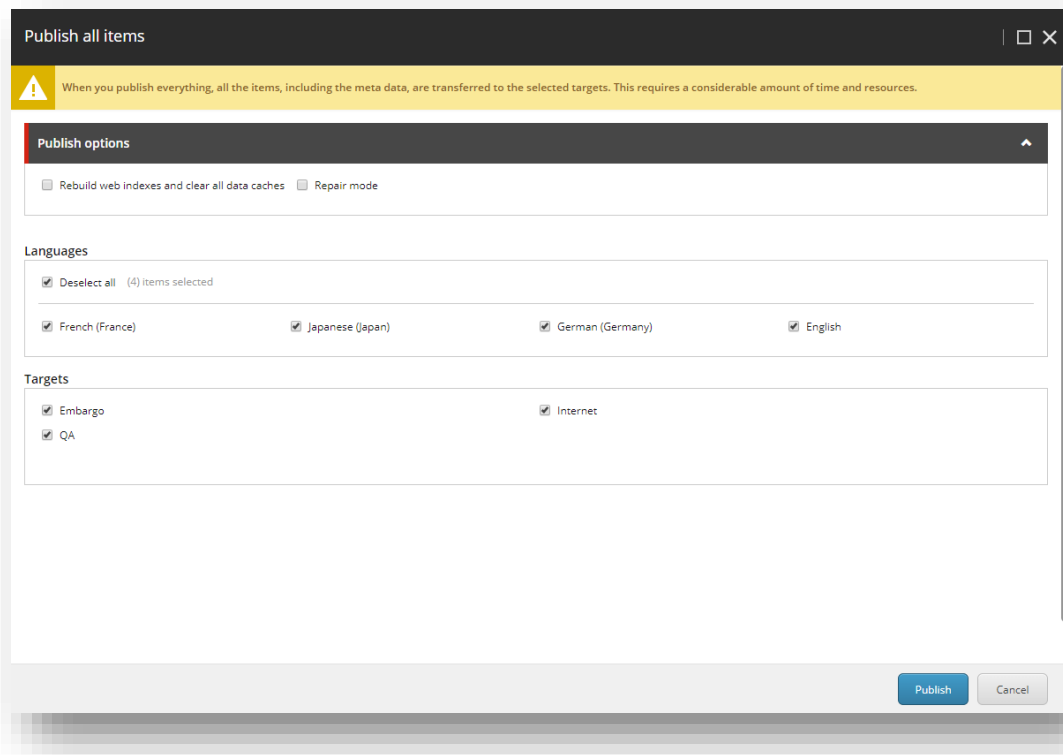 Publish all items
When you publish everything, all the items, including the meta data, are transferred to the selected targets. This requires a considerable amount of time and resources.
Publish options
Rebuild web indexes and clear all data caches Repair mode
Languages
Deselect all (4) items selected
French (France) Japanese (Japan) German (Germany) English
Targets
Embargo Internet
QA
Publish Cancel